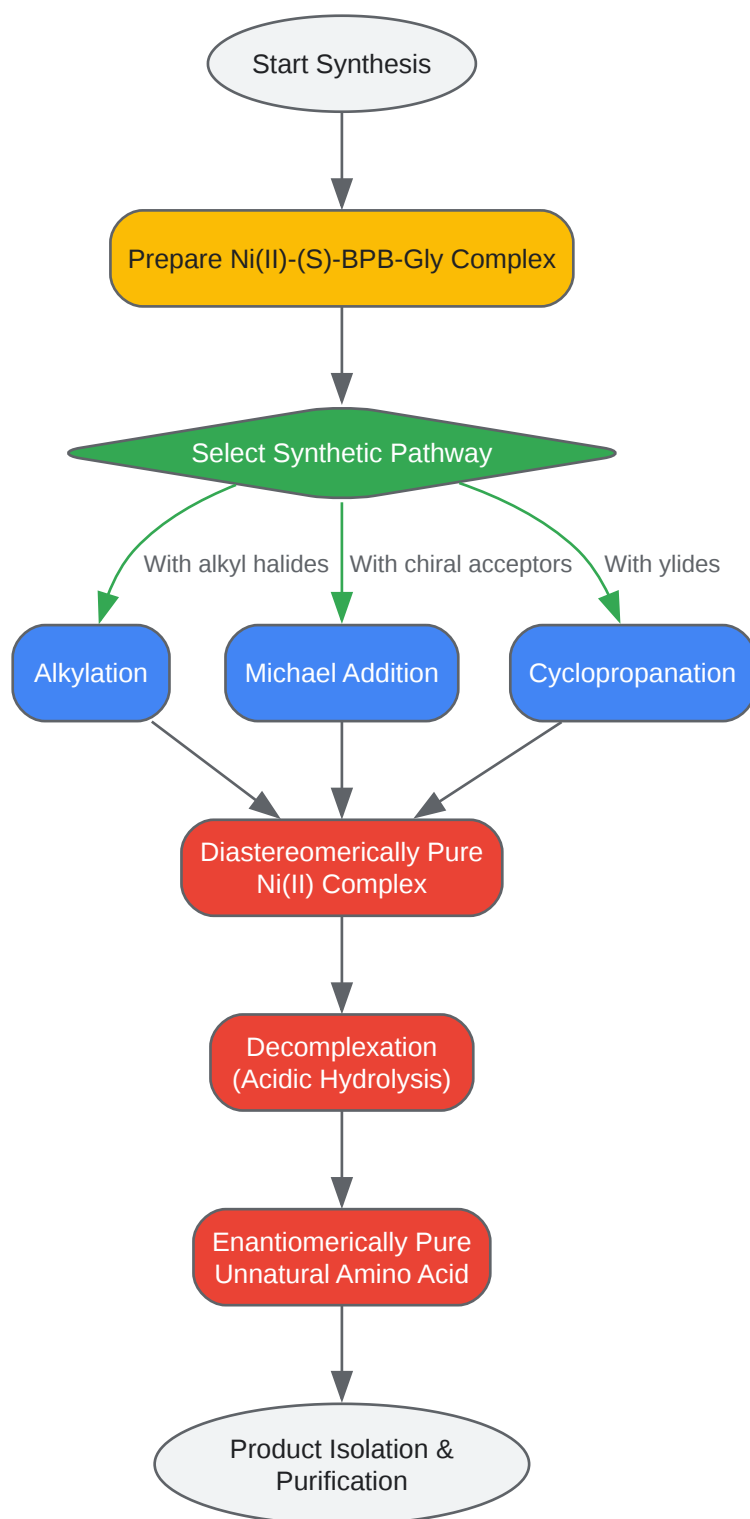 Start Synthesis
Prepare Ni(II)-(S)-BPB-Gly Complex
Select Synthetic Pathway
With alkyl halides
With chiral acceptors
With ylides
Alkylation
Michael Addition
Cyclopropanation
Diastereomerically Pure
Ni(II) Complex
Decomplexation
(Acidic Hydrolysis)
Enantiomerically Pure
Unnatural Amino Acid
Product Isolation &
Purification